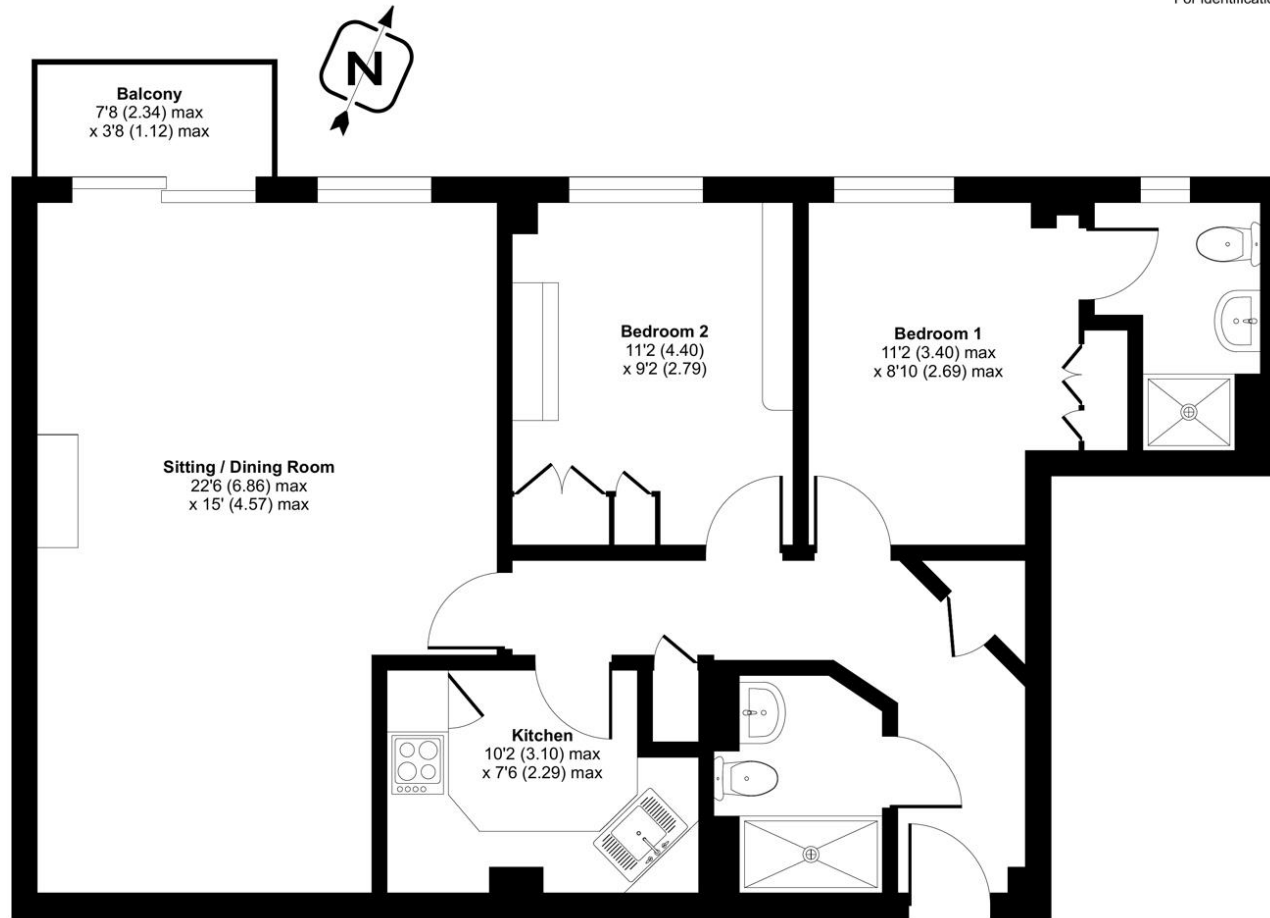 For identificatio
N
Balcony
7'8 (2.34) max
x 3'8 (1.12) max
Bedroom 2
11'2 (4.40)
x 9'2 (2.79)
Bedroom 1
11'2 (3.40) max
x 8'10 (2.69) max
Sitting / Dining Room
22'6 (6.86) max
x 15' (4.57) max
Kitchen
10'2 (3.10) max
x 7'6 (2.29) max